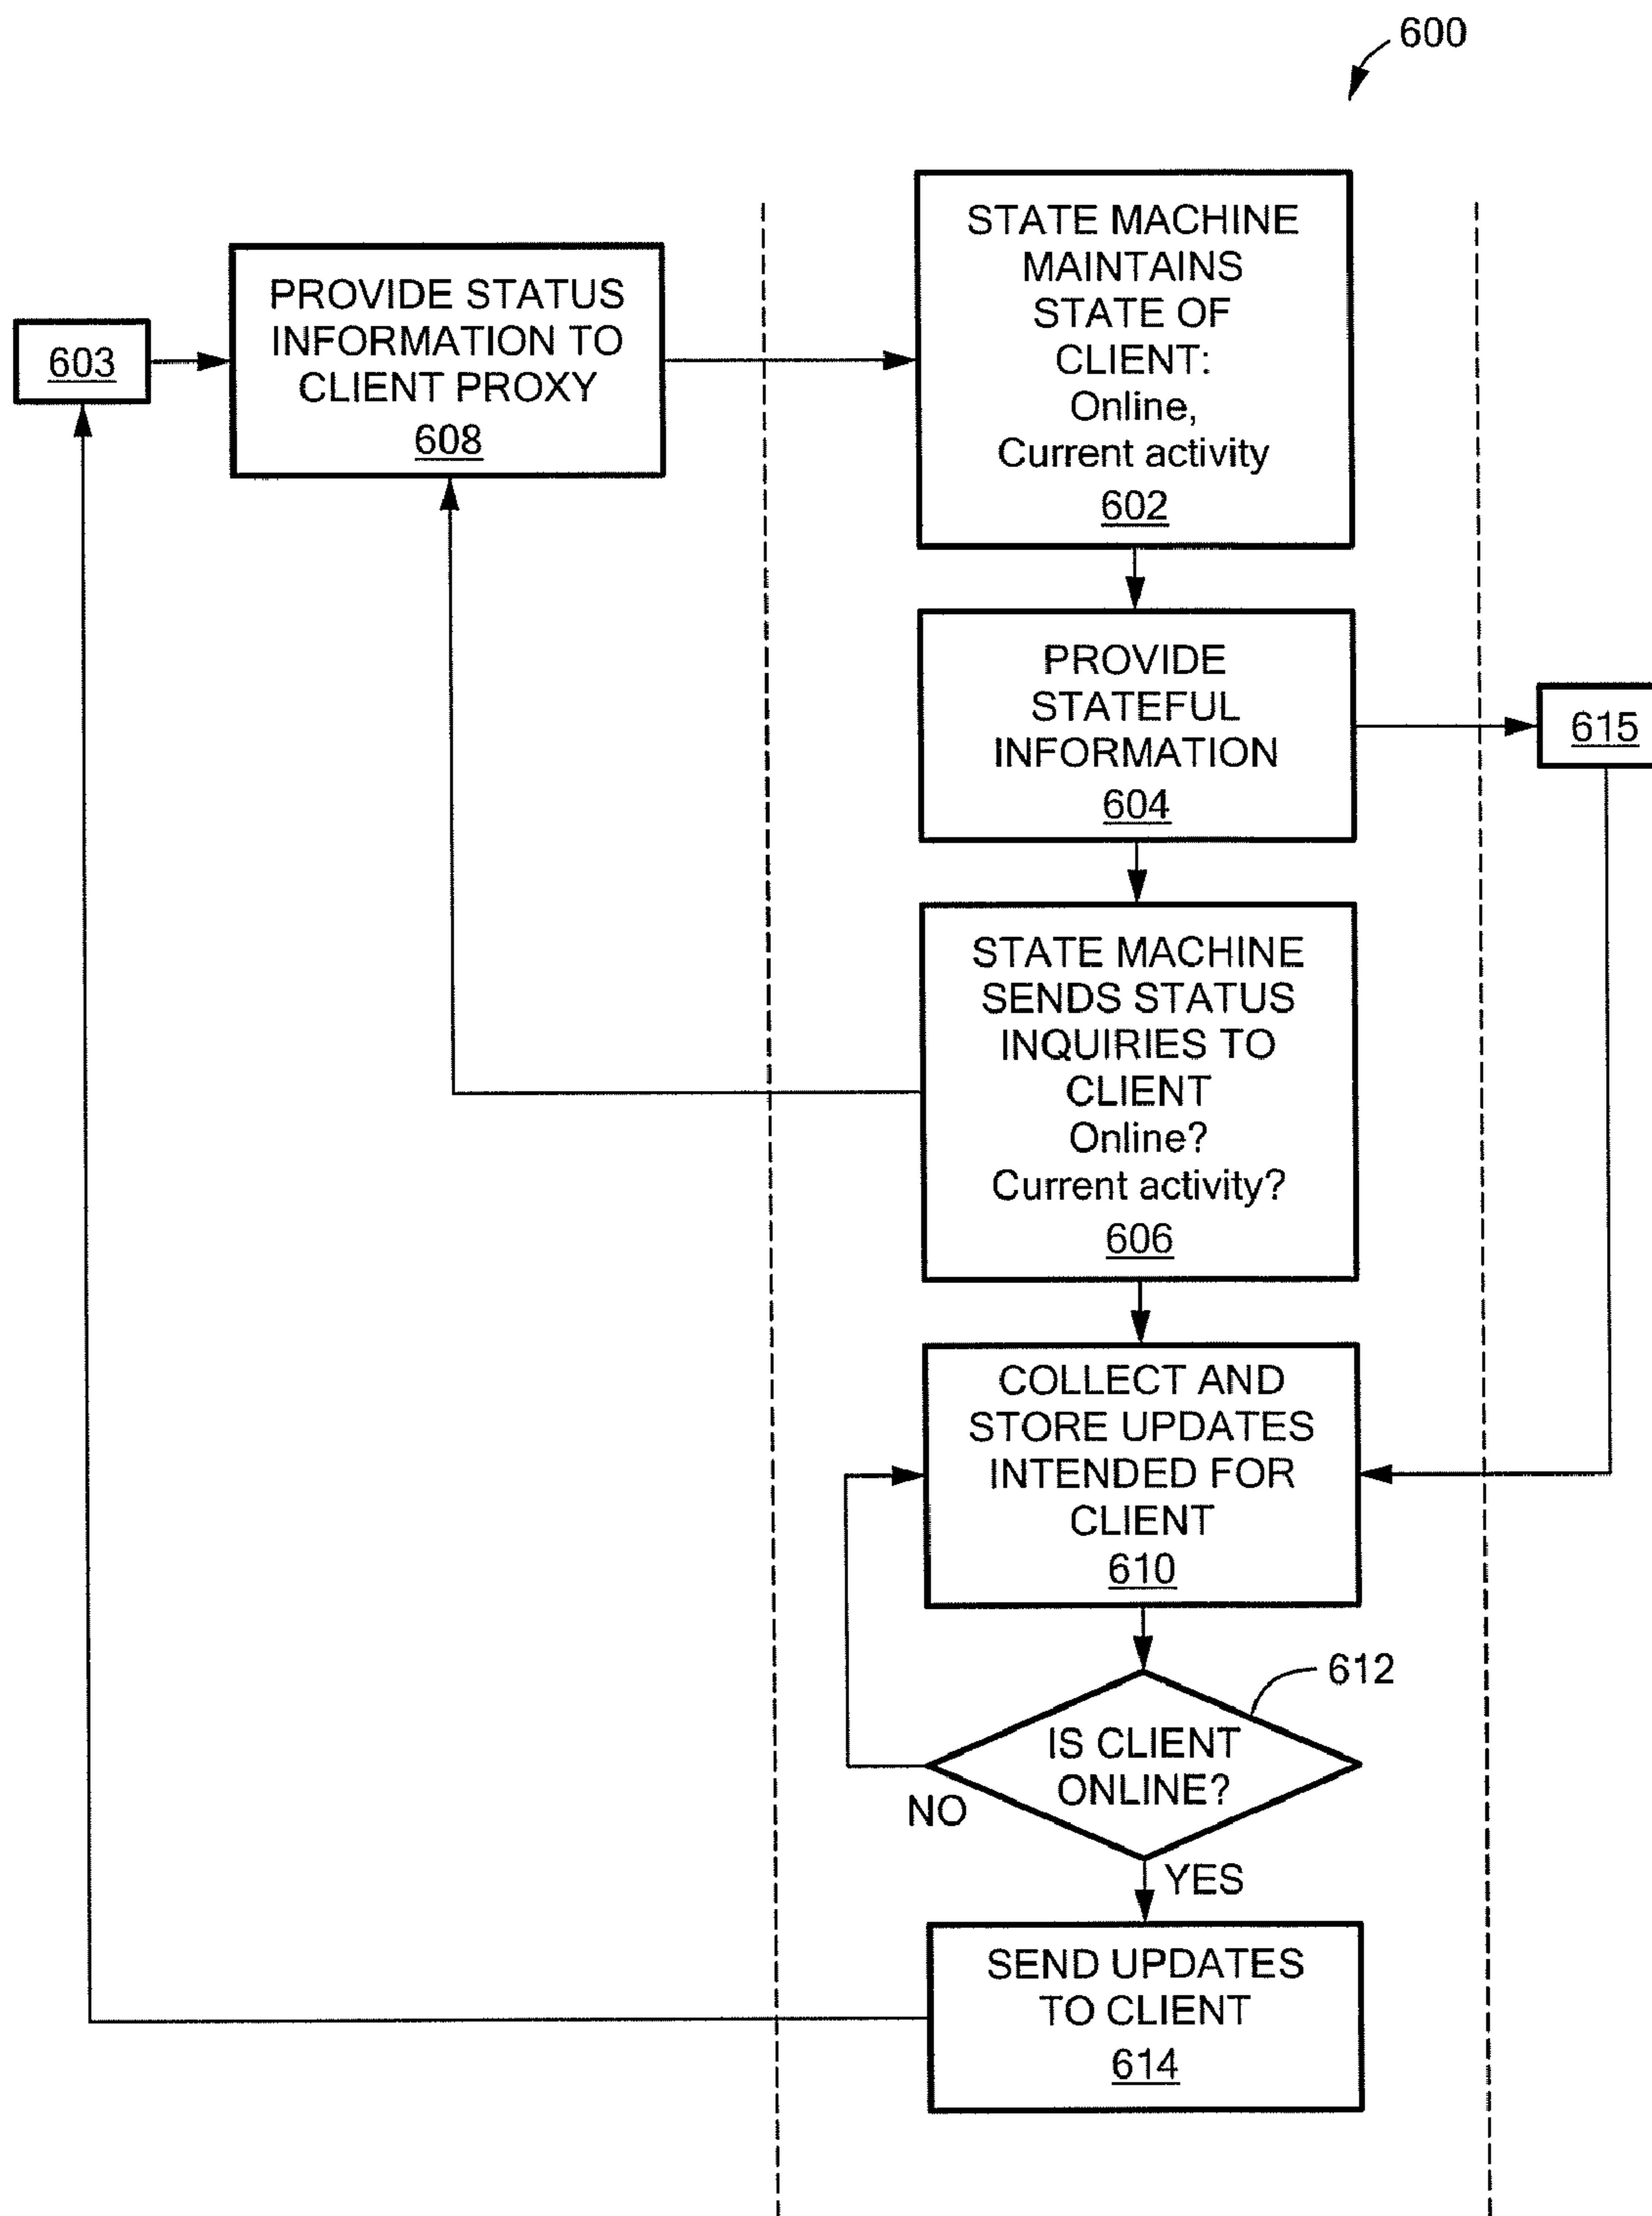 600
603
PROVIDE STATUS
INFORMATION TO
CLIENT PROXY
608
STATE MACHINE
MAINTAINS
STATE OF
CLIENT:
Online,
Current activity
602
PROVIDE
STATEFUL
INFORMATION
604
615
STATE MACHINE
SENDS STATUS
INQUIRIES TO
CLIENT
Online?
Current activity?
606
COLLECT AND
STORE UPDATES
INTENDED FOR
CLIENT
610
612
IS CLIENT
ONLINE?
NO
YES
SEND UPDATES
TO CLIENT
614